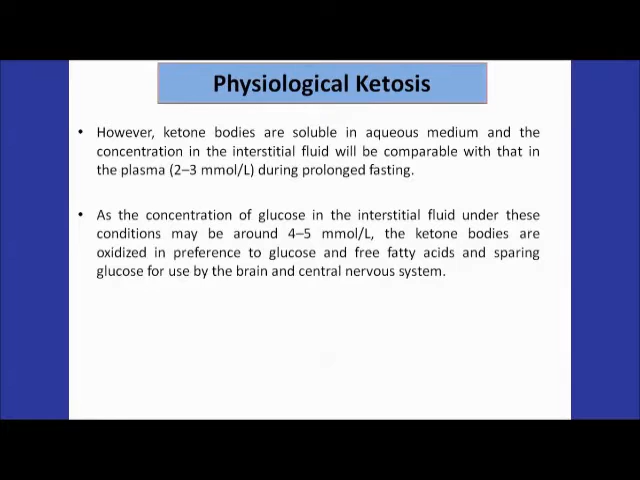 Physiological Ketosis
• However, ketone bodies are soluble in aqueous medium and the
concentration in the interstitial fluid will be comparable with that in
the plasma (2–3 mmol/L) during prolonged fasting.
• As the concentration of glucose in the interstitial fluid under these
conditions may be around 4–5 mmol/L, the ketone bodies are
oxidized in preference to glucose and free fatty acids and sparing
glucose for use by the brain and central nervous system.